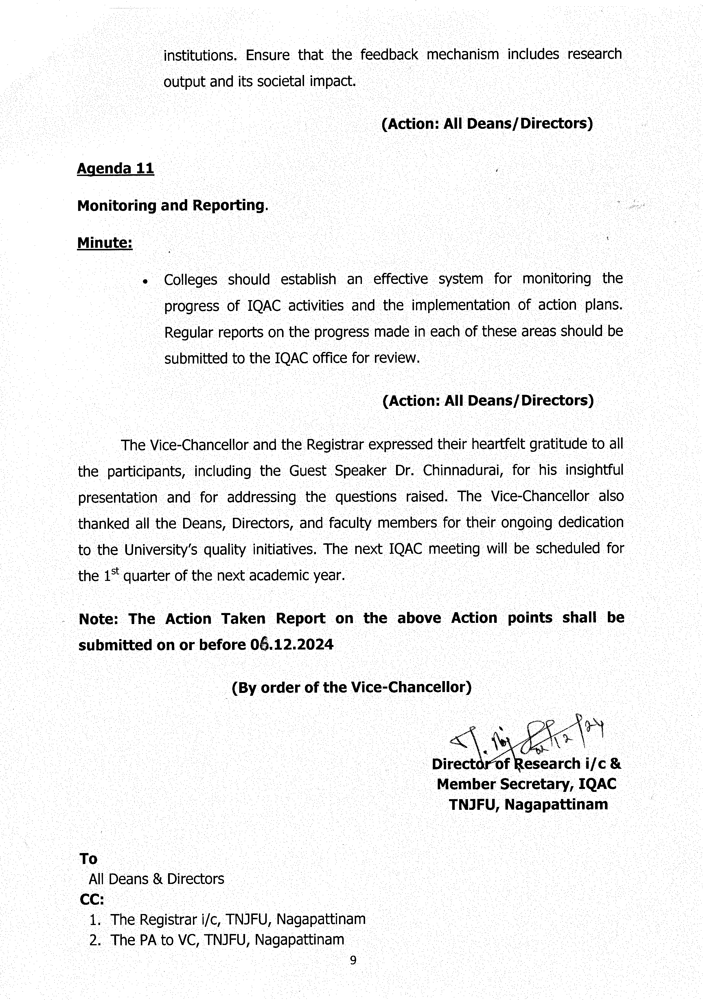 institutions. Ensure that the feedback mechanism includes research
output and its societal impact.
(Action: All Deans/Directors)
Agenda 11
Monitoring and Reporting.
Minute:
• Colleges should establish an effective system for monitoring the
progress of IQAC activities and the implementation of action plans.
Regular reports on the progress made in each of these areas should be
submitted to the IQAC office for review.
(Action: All Deans/Directors)
The Vice-Chancellor and the Registrar expressed their heartfelt gratitude to all
the participants, including the Guest Speaker Dr. Chinnadurai, for his insightful
presentation and for addressing the questions raised. The Vice-Chancellor also
thanked all the Deans, Directors, and faculty members for their ongoing dedication
to the University's quality initiatives. The next IQAC meeting will be scheduled for
the 1st quarter of the next academic year.
Note: The Action Taken Report on the above Action points shall be
submitted on or before 06.12.2024
(By order of the Vice-Chancellor)
Director of Research i/c &
Member Secretary, IQAC
TNJFU, Nagapattinam
To
All Deans & Directors
CC:
1. The Registrar i/c, TNJFU, Nagapattinam
2. The PA to VC, TNJFU, Nagapattinam
9